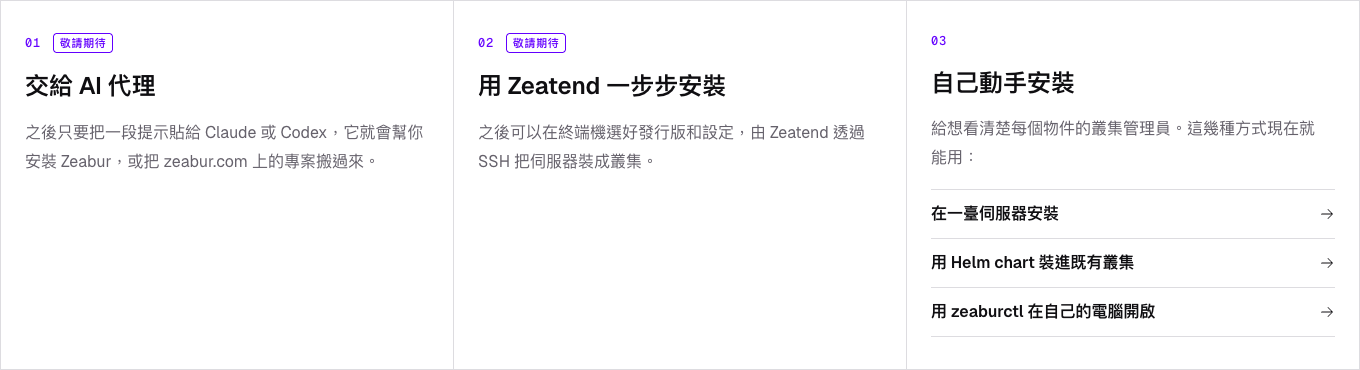 01 敬請期待
交給 AI 代理
之後只要把一段提示貼給 Claude 或 Codex，它就會幫你
安裝 Zeabur，或把 zeabur.com 上的專案搬過來。
02 敬請期待
用 Zeatend 一步步安裝
之後可以在終端機選好發行版和設定，由 Zeatend 透過
SSH 把伺服器裝成叢集。
03
自己動手安裝
給想看清楚每個物件的叢集管理員。這幾種方式現在就
能用：
在一臺伺服器安裝 →
用 Helm chart 裝進既有叢集 →
用 zeaburctl 在自己的電腦開啟 →